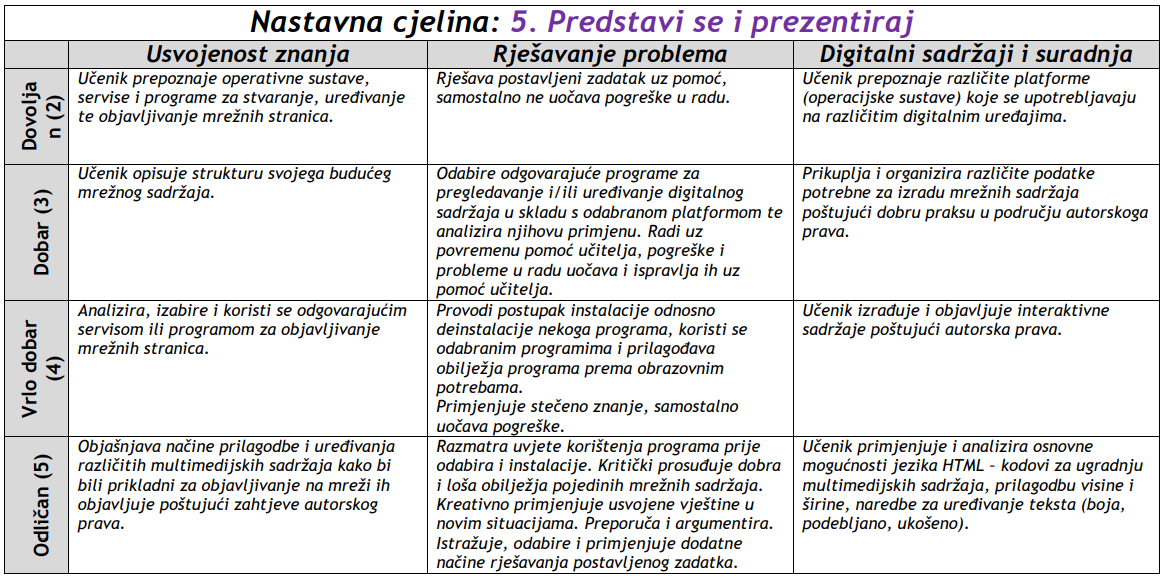 Nastavna cjelina: 5. Predstavi se i prezentiraj
Usvojenost znanja
Rješavanje problema
Digitalni sadržaji i suradnja
Dovolja
n (2)
Učenik prepoznaje operativne sustave,
servise i programe za stvaranje, uređivanje
te objavljivanje mrežnih stranica.
Rješava postavljeni zadatak uz pomoć,
samostalno ne uočava pogreške u radu.
Učenik prepoznaje različite platforme
(operacijske sustave) koje se upotrebljavaju
na različitim digitalnim uređajima.
Dobar (3)
Učenik opisuje strukturu svojega budućeg
mrežnog sadržaja.
Odabire odgovarajuće programe za
pregledavanje i/ili uređivanje digitalnog
sadržaja u skladu s odabranom platformom te
analizira njihovu primjenu. Radi uz
povremenu pomoć učitelja, pogreške i
probleme u radu uočava i ispravlja ih uz
pomoć učitelja.
Prikuplja i organizira različite podatke
potrebne za izradu mrežnih sadržaja
poštujući dobru praksu u području autorskoga
prava.
Vrlo dobar
(4)
Analizira, izabire i koristi se odgovarajućim
servisom ili programom za objavljivanje
mrežnih stranica.
Provodi postupak instalacije odnosno
deinstalacije nekoga programa, koristi se
odabranim programima i prilagođava
obilježja programa prema obrazovnim
potrebama.
Primjenjuje stečeno znanje, samostalno
uočava pogreške.
Učenik izrađuje i objavljuje interaktivne
sadržaje poštujući autorska prava.
Odličan (5)
Objašnjava načine prilagodbe i uređivanja
različitih multimedijskih sadržaja kako bi
bili prikladni za objavljivanje na mreži ih
objavljuje poštujući zahtjeve autorskog
prava.
Razmatra uvjete korištenja programa prije
odabira i instalacije. Kritički prosuđuje dobra
i loša obilježja pojedinih mrežnih sadržaja.
Kreativno primjenjuje usvojene vještine u
novim situacijama. Preporuča i argumentira.
Istražuje, odabire i primjenjuje dodatne
načine rješavanja postavljenog zadatka.
Učenik primjenjuje i analizira osnovne
mogućnosti jezika HTML – kodovi za ugradnju
multimedijskih sadržaja, prilagodbu visine i
širine, naredbe za uređivanje teksta (boja,
podebljano, ukošeno).